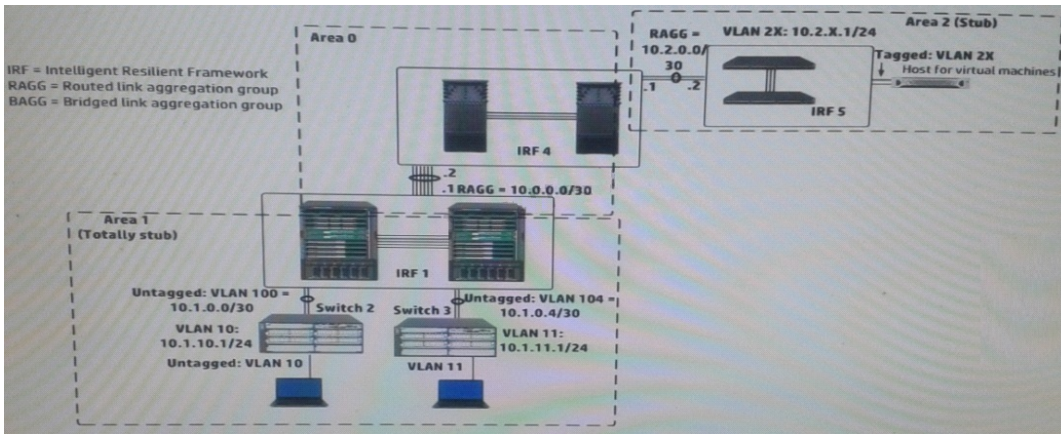 Area 0
Area 2 (Stub)
RAGG =
10.2.0.0/
30
VLAN 2X: 10.2.X.1/24
Tagged: VLAN 2X
Host for virtual machines
.1
.2
IRF 5
IRF = Intelligent Resilient Framework
RAGG = Routed link aggregation group
BAGG = Bridged link aggregation group
IRF 4
.2
.1 RAGG = 10.0.0.0/30
Area 1
(Totally stub)
IRF 1
Untagged: VLAN 100 =
10.1.0.0/30
Switch 2
Switch 3
Untagged: VLAN 104 =
10.1.0.4/30
VLAN 10:
10.1.10.1/24
VLAN 11:
10.1.11.1/24
Untagged: VLAN 10
VLAN 11